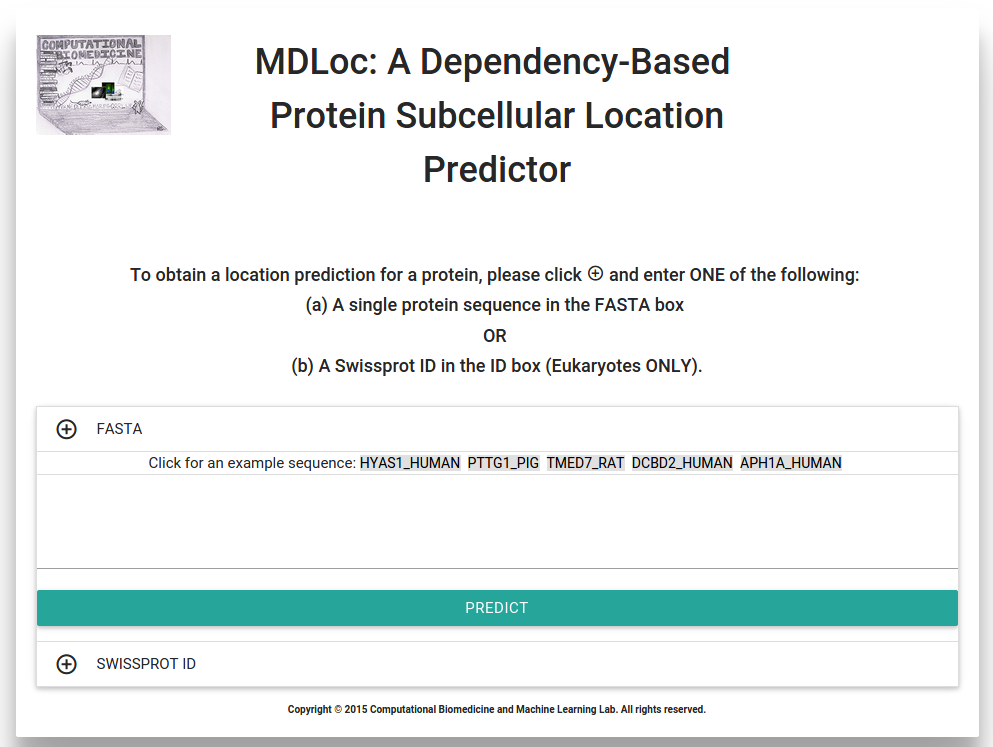 COMPUTATIONAL
BIOMEDICINE
MDLoc: A Dependency-Based
Protein Subcellular Location
Predictor
To obtain a location prediction for a protein, please click ⊕ and enter ONE of the following:
(a) A single protein sequence in the FASTA box
OR
(b) A Swissprot ID in the ID box (Eukaryotes ONLY).
FASTA
Click for an example sequence: HYAS1_HUMAN PTTG1_PIG TMED7_RAT DCBD2_HUMAN APH1A_HUMAN
PREDICT
SWISSPROT ID
Copyright © 2015 Computational Biomedicine and Machine Learning Lab. All rights reserved.